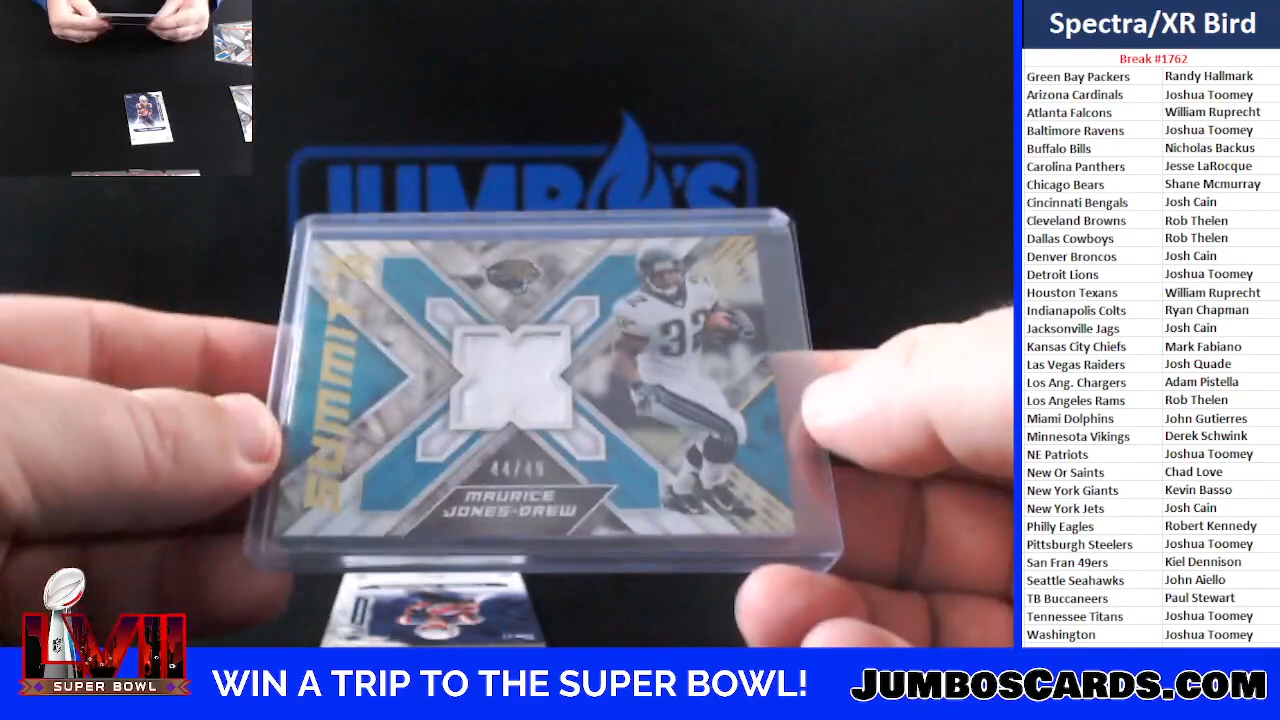 JUMBO'S
SUMMIT
32
44/49
MAURICE
JONES-DREW
Spectra/XR Bird
Break #1762
Green Bay Packers Randy Hallmark
Arizona Cardinals Joshua Toomey
Atlanta Falcons William Ruprecht
Baltimore Ravens Joshua Toomey
Buffalo Bills Nicholas Backus
Carolina Panthers Jesse LaRocque
Chicago Bears Shane Mcmurray
Cincinnati Bengals Josh Cain
Cleveland Browns Rob Thelen
Dallas Cowboys Rob Thelen
Denver Broncos Josh Cain
Detroit Lions Joshua Toomey
Houston Texans William Ruprecht
Indianapolis Colts Ryan Chapman
Jacksonville Jags Josh Cain
Kansas City Chiefs Mark Fabiano
Las Vegas Raiders Josh Quade
Los Ang. Chargers Adam Pistella
Los Angeles Rams Rob Thelen
Miami Dolphins John Gutierres
Minnesota Vikings Derek Schwink
NE Patriots Joshua Toomey
New Or Saints Chad Love
New York Giants Kevin Basso
New York Jets Josh Cain
Philly Eagles Robert Kennedy
Pittsburgh Steelers Joshua Toomey
San Fran 49ers Kiel Dennison
Seattle Seahawks John Aiello
TB Buccaneers Paul Stewart
Tennessee Titans Joshua Toomey
Washington Joshua Toomey
LVII
SUPER BOWL
WIN A TRIP TO THE SUPER BOWL!
JUMBOSCARDS.COM